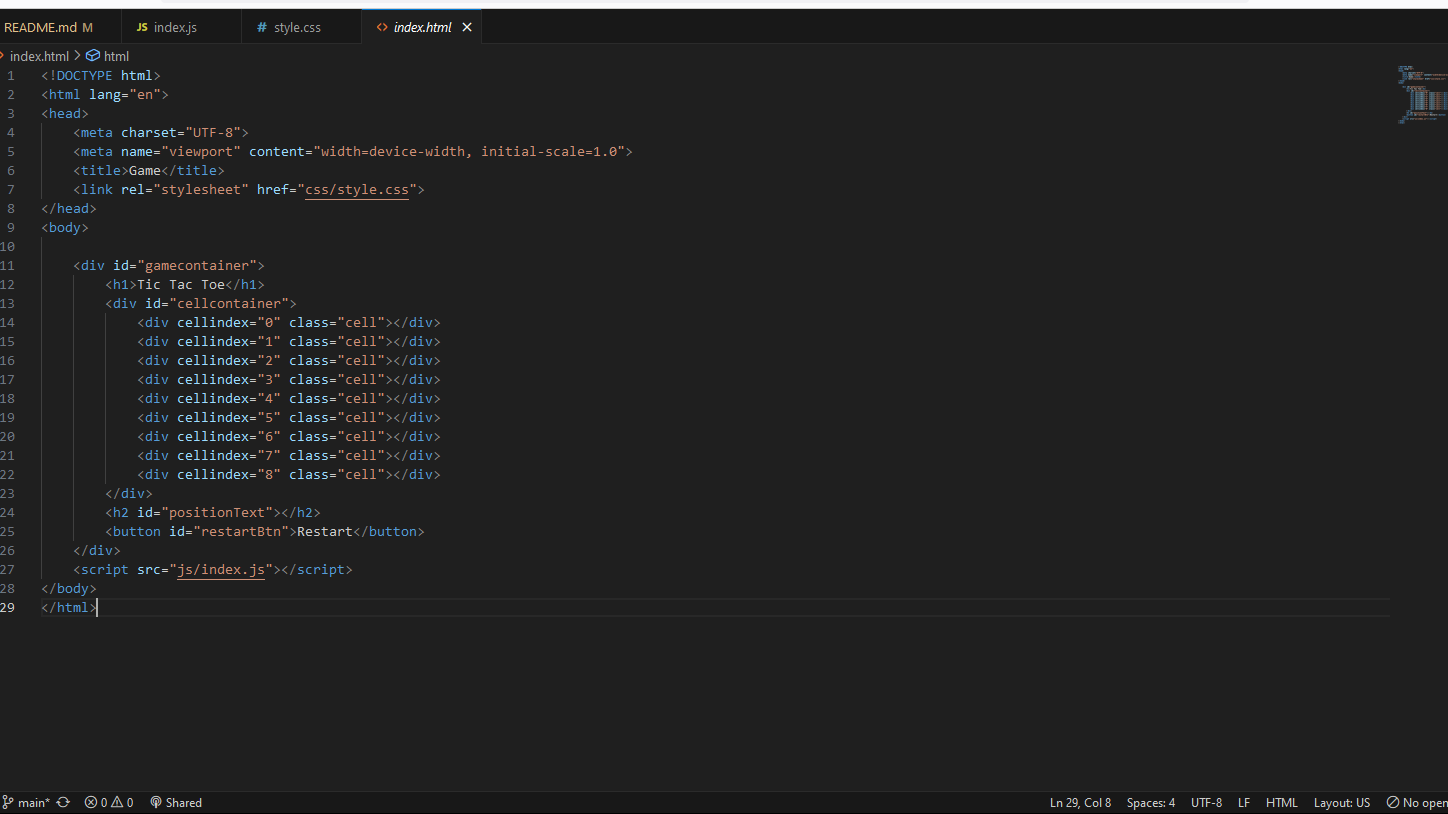 README.md M
JS index.js
# style.css
<> index.html ×
index.html > html
1 <!DOCTYPE html>
2 <html lang="en">
3 <head>
4     <meta charset="UTF-8">
5     <meta name="viewport" content="width=device-width, initial-scale=1.0">
6     <title>Game</title>
7     <link rel="stylesheet" href="css/style.css">
8 </head>
9 <body>
10
11     <div id="gamecontainer">
12         <h1>Tic Tac Toe</h1>
13         <div id="cellcontainer">
14             <div cellindex="0" class="cell"></div>
15             <div cellindex="1" class="cell"></div>
16             <div cellindex="2" class="cell"></div>
17             <div cellindex="3" class="cell"></div>
18             <div cellindex="4" class="cell"></div>
19             <div cellindex="5" class="cell"></div>
20             <div cellindex="6" class="cell"></div>
21             <div cellindex="7" class="cell"></div>
22             <div cellindex="8" class="cell"></div>
23         </div>
24         <h2 id="positionText"></h2>
25         <button id="restartBtn">Restart</button>
26     </div>
27     <script src="js/index.js"></script>
28 </body>
29 </html>
main* 0 0 Shared Ln 29, Col 8 Spaces: 4 UTF-8 LF HTML Layout: US No open